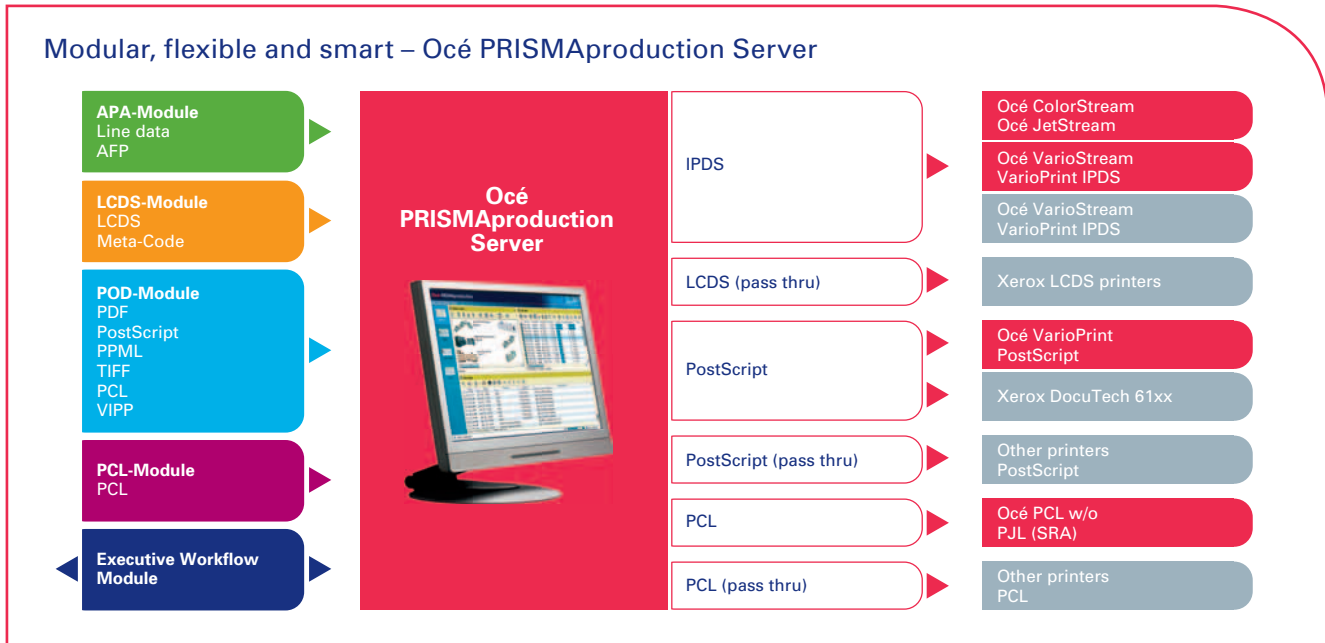 Modular, flexible and smart – Océ PRISMAproduction Server
APA-Module
Line data
AFP
LCDS-Module
LCDS
Meta-Code
POD-Module
PDF
PostScript
PPML
TIFF
PCL
VIPP
PCL-Module
PCL
Executive Workflow
Module
Océ
PRISMAproduction
Server
IPDS
LCDS (pass thru)
PostScript
PostScript (pass thru)
PCL
PCL (pass thru)
Océ ColorStream
Océ JetStream
Océ VarioStream
VarioPrint IPDS
Océ VarioStream
VarioPrint IPDS
Xerox LCDS printers
Océ VarioPrint
PostScript
Xerox DocuTech 61xx
Other printers
PostScript
Océ PCL w/o
PJL (SRA)
Other printers
PCL